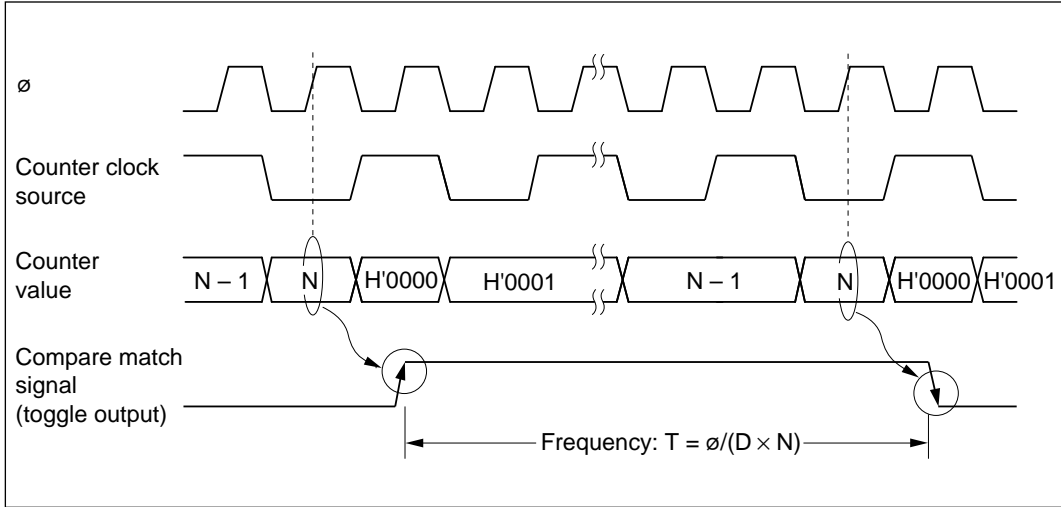 ø
Counter clock
source
Counter
value
N – 1
N
H'0000
H'0001
N – 1
N
H'0000
H'0001
Compare match
signal
(toggle output)
Frequency: T = ø/(D × N)